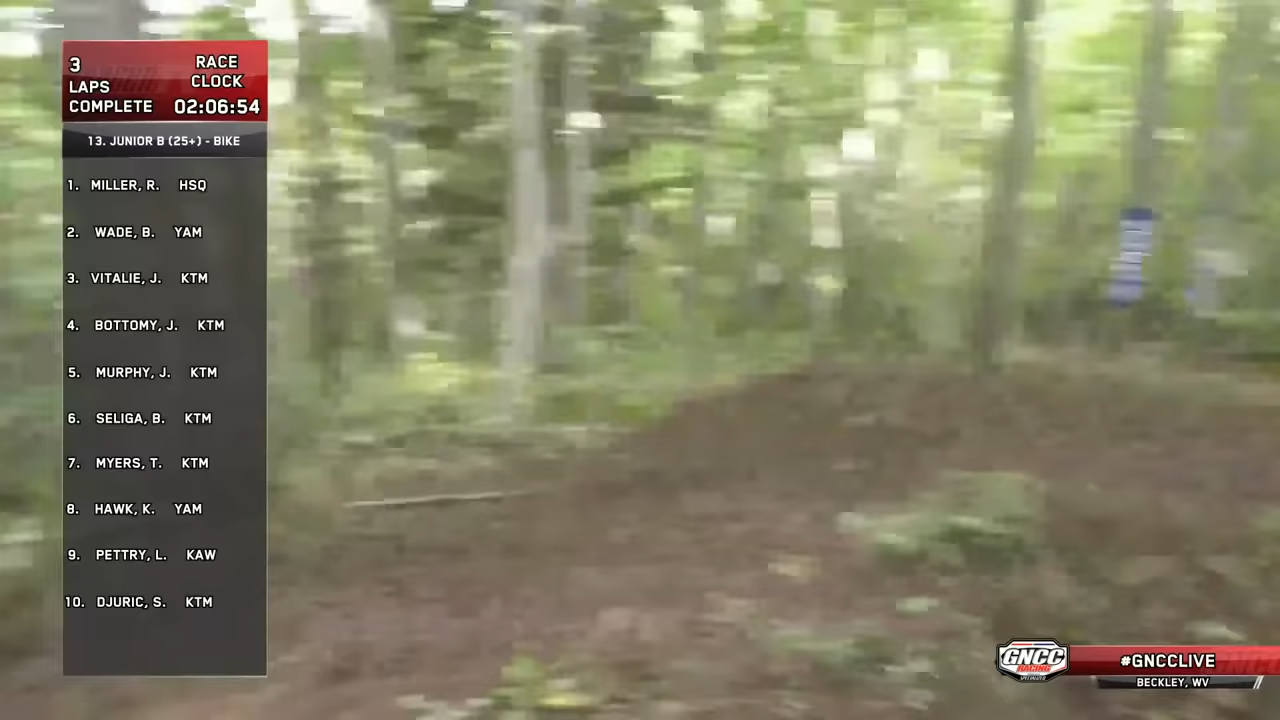 3
LAPS
COMPLETE
RACE
CLOCK
02:06:54
13. JUNIOR B (25+) - BIKE
1. MILLER, R. HSQ
2. WADE, B. YAM
3. VITALIE, J. KTM
4. BOTTOMY, J. KTM
5. MURPHY, J. KTM
6. SELIGA, B. KTM
7. MYERS, T. KTM
8. HAWK, K. YAM
9. PETTRY, L. KAW
10. DJURIC, S. KTM
GNCC
RACING
#GNCCLIVE
BECKLEY, WV